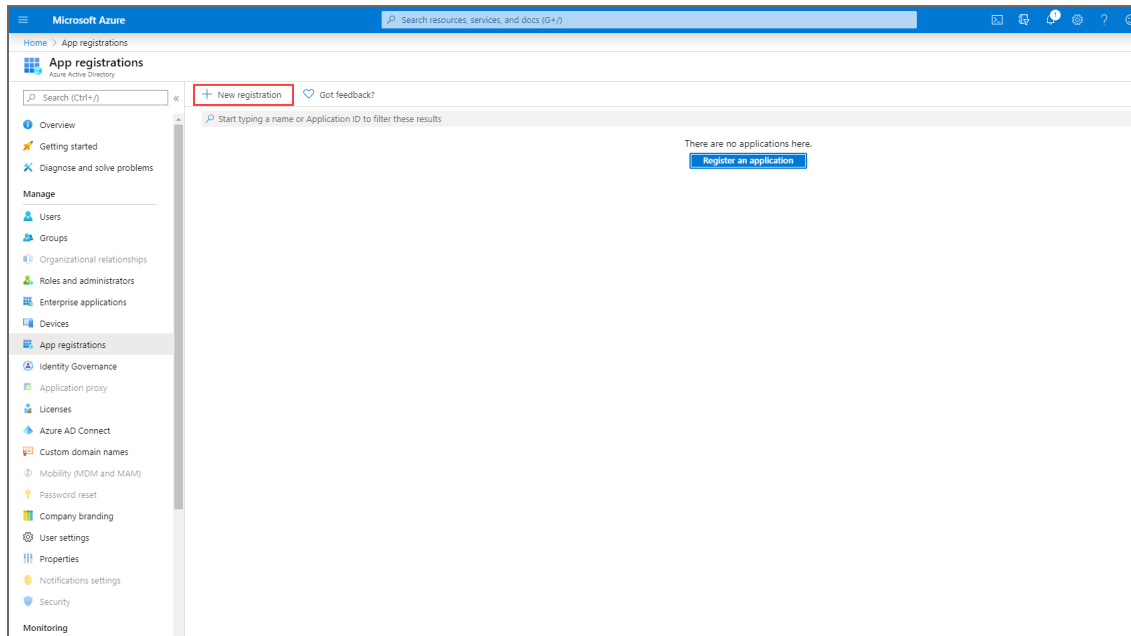 Microsoft Azure
Search resources, services, and docs (G+/)
1
?
Home > App registrations
App registrations
Azure Active Directory
Search (Ctrl+/)
«
+ New registration
Got feedback?
Start typing a name or Application ID to filter these results
There are no applications here.
Register an application
Overview
Getting started
Diagnose and solve problems
Manage
Users
Groups
Organizational relationships
Roles and administrators
Enterprise applications
Devices
App registrations
Identity Governance
Application proxy
Licenses
Azure AD Connect
Custom domain names
Mobility (MDM and MAM)
Password reset
Company branding
User settings
Properties
Notifications settings
Security
Monitoring